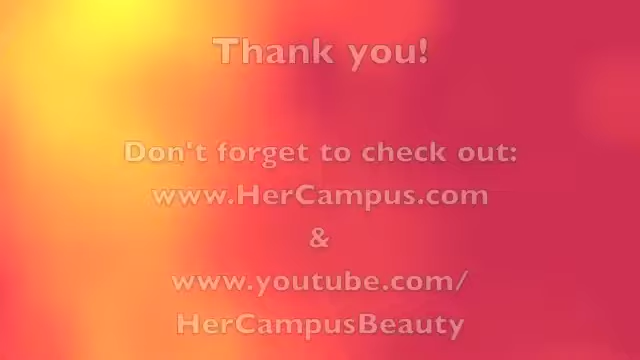 Thank you!
Don't forget to check out:
www.HerCampus.com
&
www.youtube.com/
HerCampusBeauty